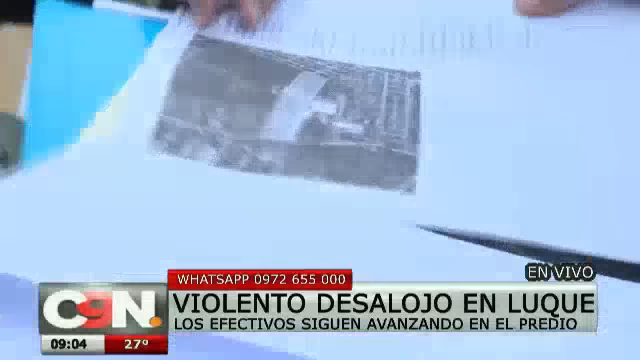 WHATSAPP 0972 655 000
EN VIVO
C9N.
VIOLENTO DESALOJO EN LUQUE
LOS EFECTIVOS SIGUEN AVANZANDO EN EL PREDIO
09:04 27°